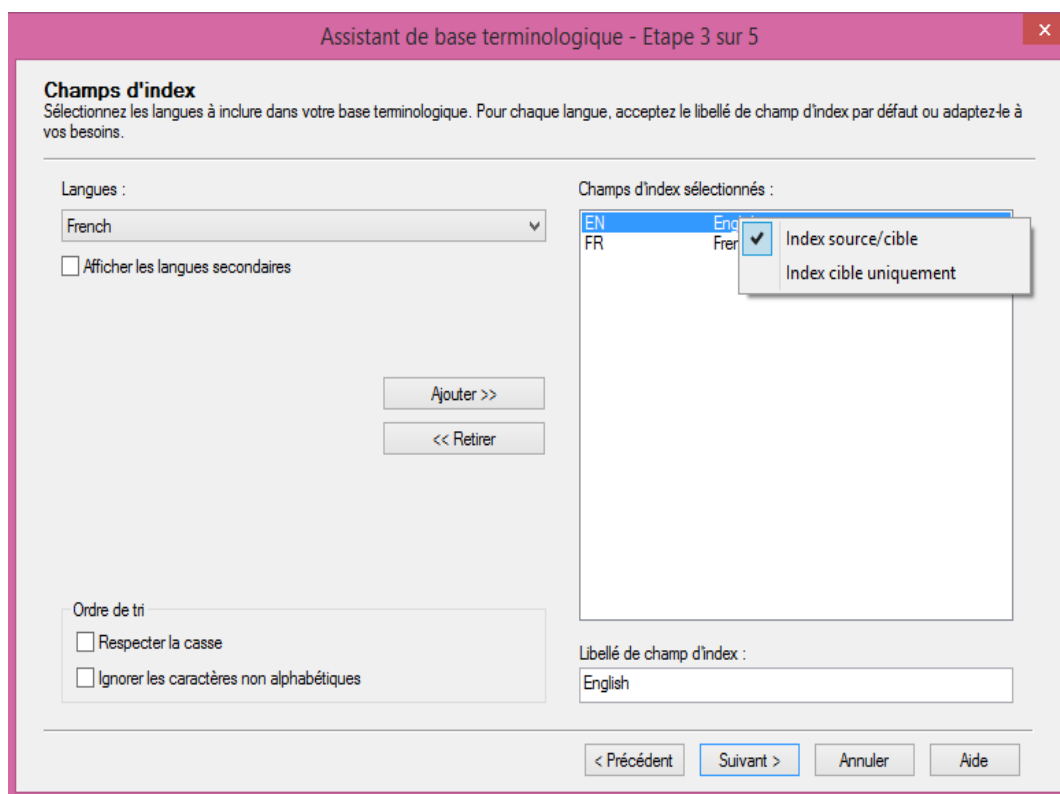 Assistant de base terminologique - Etape 3 sur 5
x
Champs d'index
Sélectionnez les langues à inclure dans votre base terminologique. Pour chaque langue, acceptez le libellé de champ d'index par défaut ou adaptez-le à
vos besoins.
Langues :
French
Afficher les langues secondaires
Ajouter >>
<< Retirer
Ordre de tri
Respecter la casse
Ignorer les caractères non alphabétiques
Champs d'index sélectionnés :
EN
FR
Index source/cible
Index cible uniquement
Libellé de champ d'index :
English
< Précédent Suivant > Annuler Aide